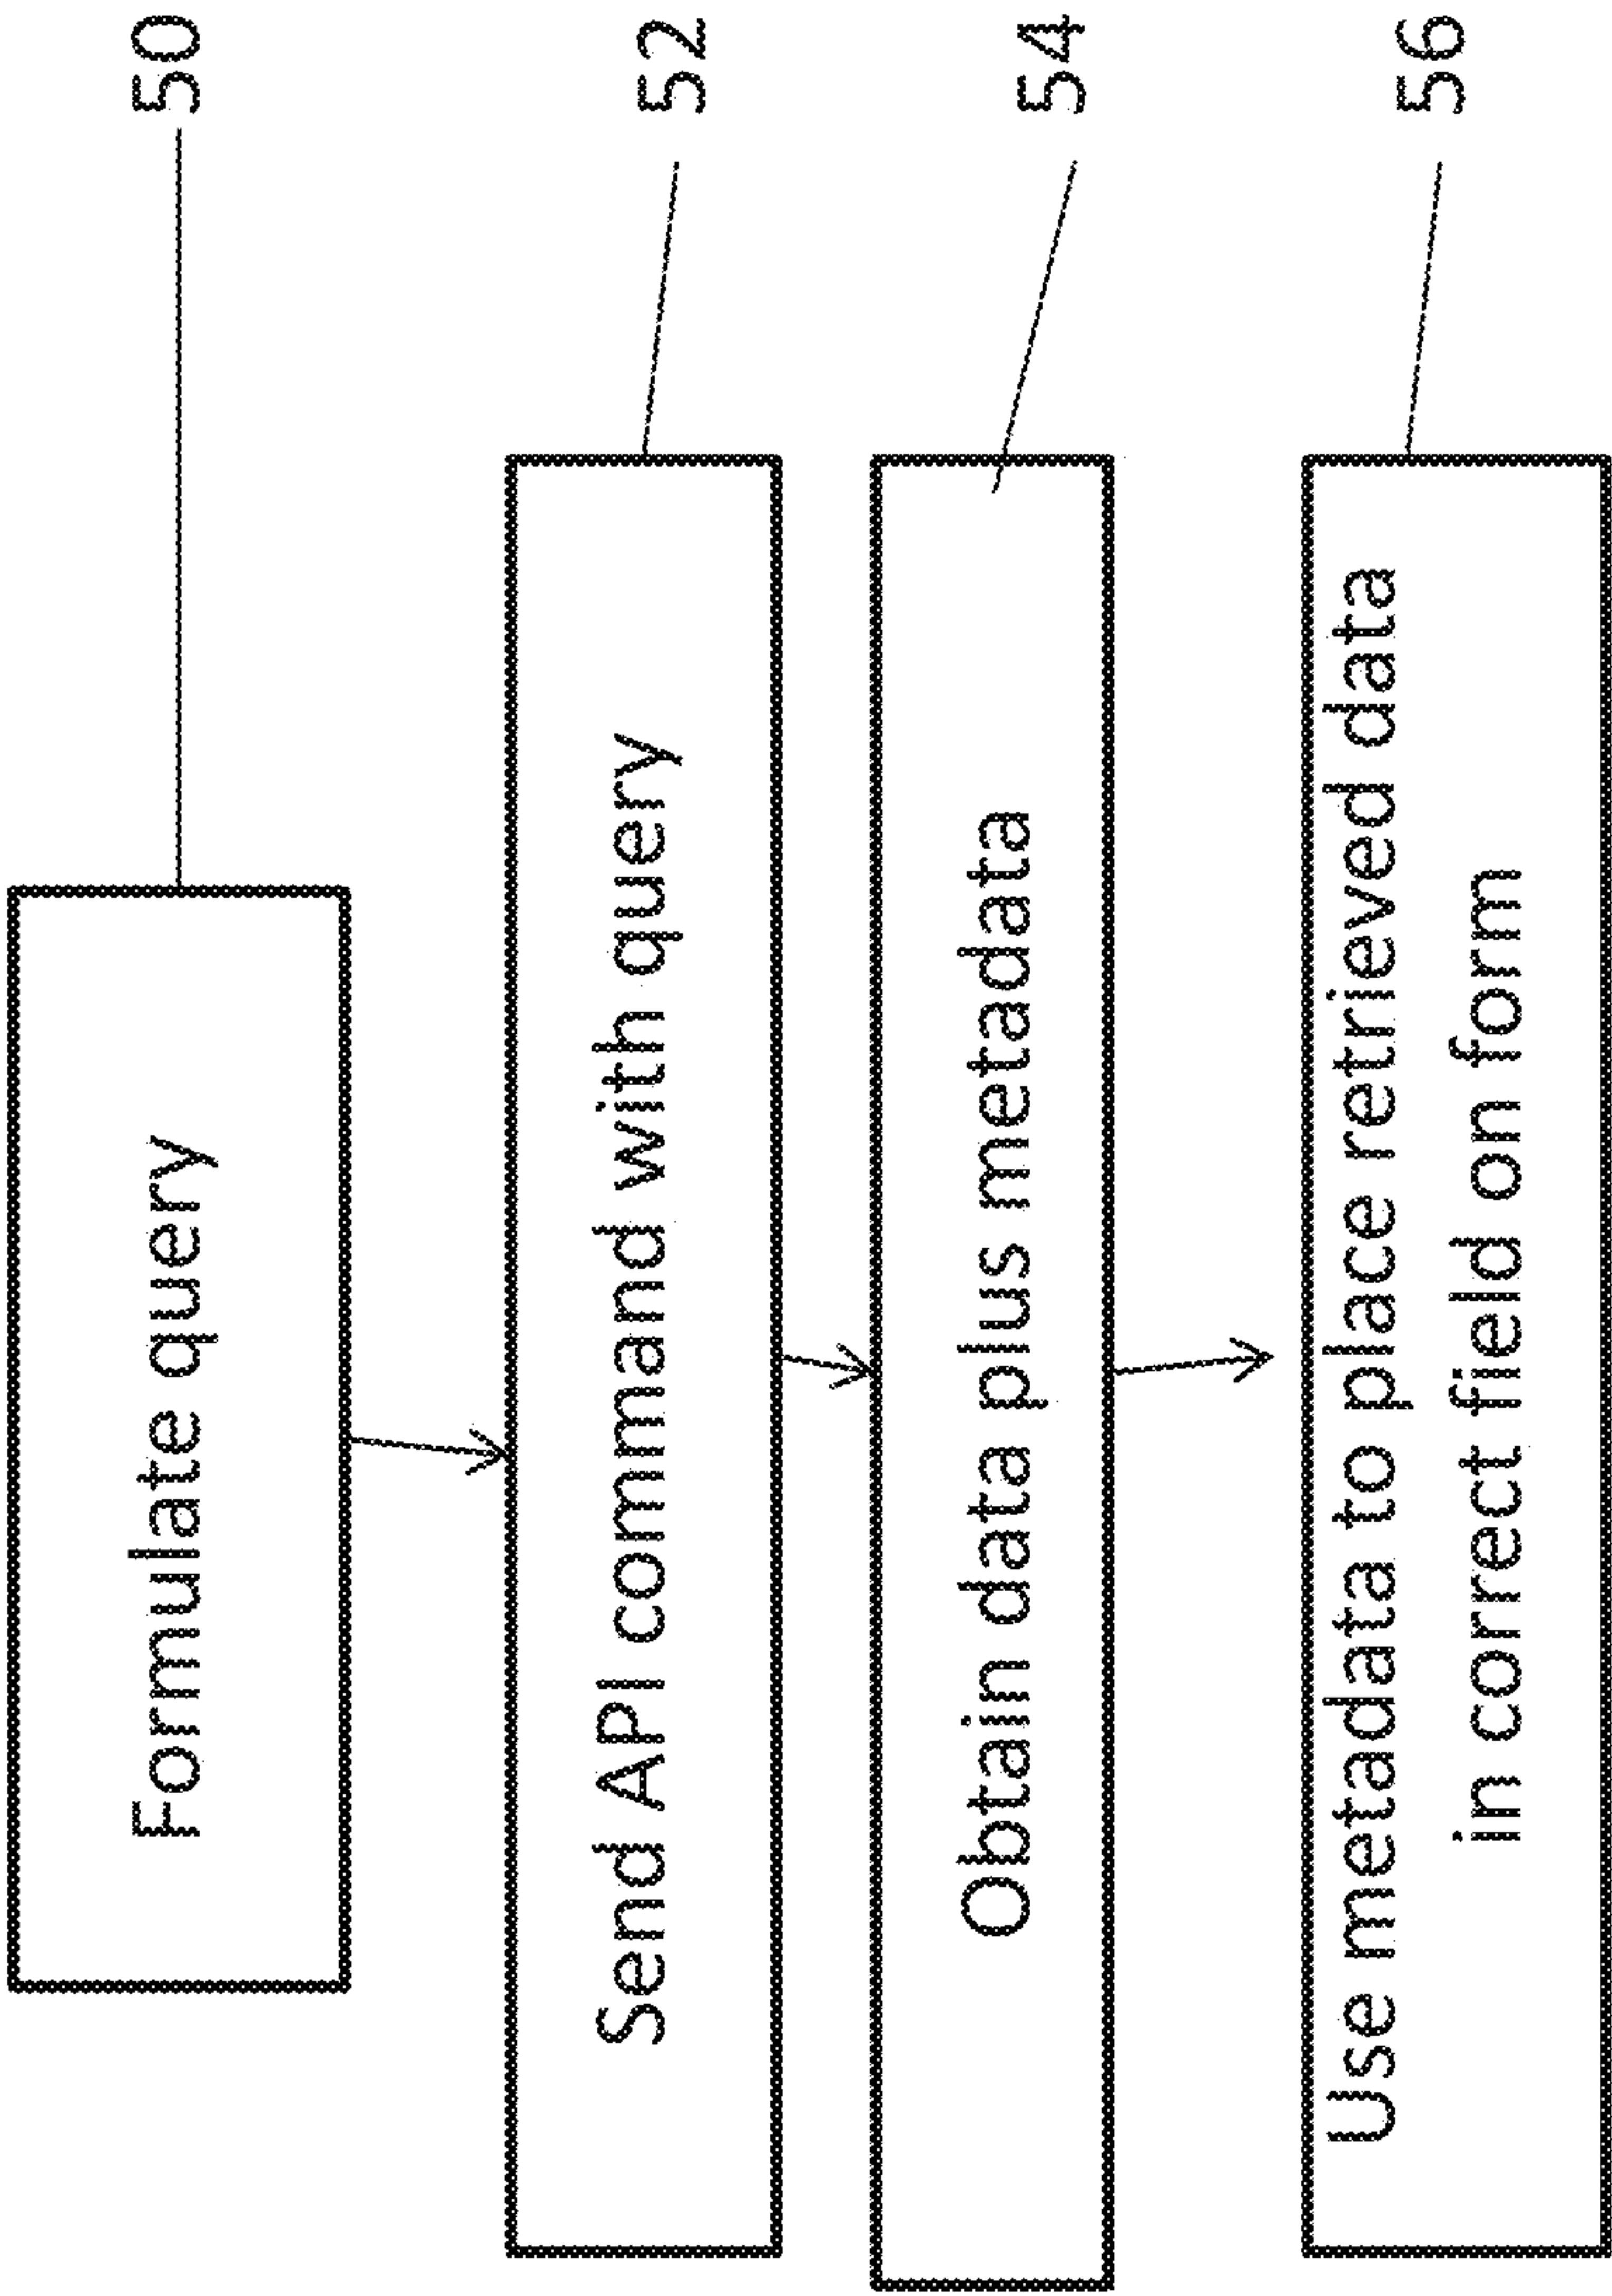 Formulate query
50
Send API command with query
52
Obtain data plus metadata
54
Use metadata to place retrieved data
in correct field on form
56